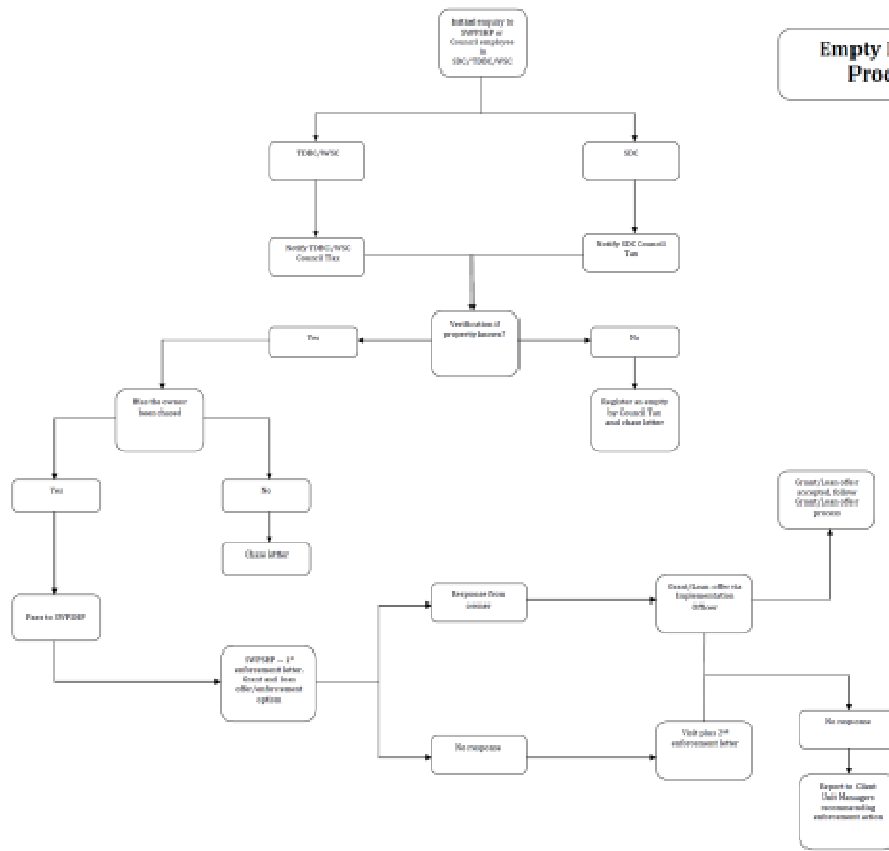 Initial enquiry to
SWPSHP or
Council employee
in
SDC/TDBC/WSC
Empty
Proc
TDBC/WSC
SDC
Notify TDBC/WSC
Council Tax
Notify SDC Council
Tax
Verification if
property known?
Yes
No
Has the owner
been chased
Register as empty
by Council Tax
and chase letter
Yes
No
Chase letter
Grant/Loan offer
accepted, follow
Grant/Loan offer
process
Pass to SWPSHP
Response from
owner
Grant/Loan offer via
Implementation
Officer
SWPSHP – 1st
enforcement letter.
Grant and loan
offer/enforcement
options
No response
Visit plus 2nd
enforcement letter
No response
Report to Client
Unit Managers
recommending
enforcement action